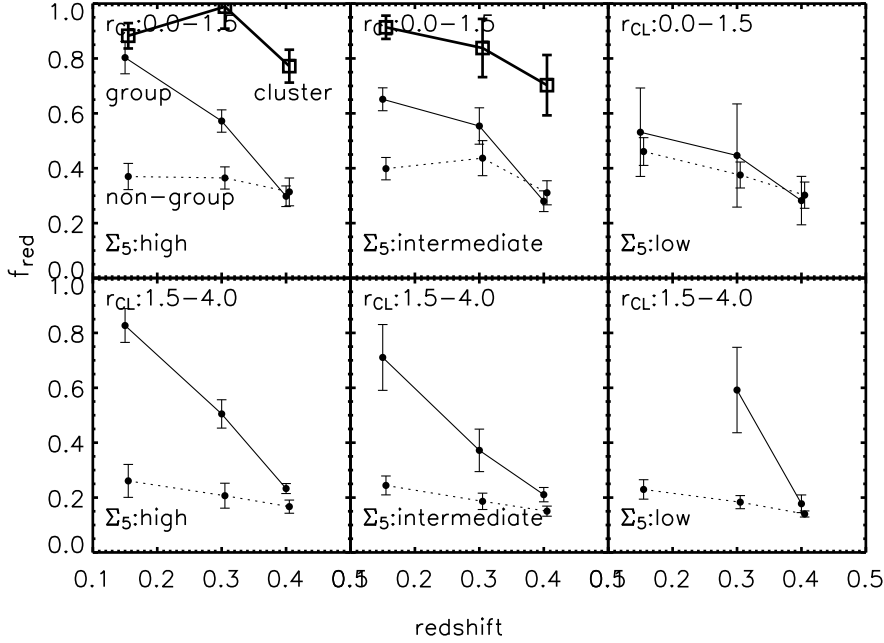 r_CL:0.0−1.5 r_CL:0.0−1.5 r_CL:0.0−1.5
1.0
0.8
group cluster
0.6
0.4
non−group
Σ₅:high Σ₅:intermediate Σ₅:low
0.2
0.0
f_red
1.0
r_CL:1.5−4.0 r_CL:1.5−4.0 r_CL:1.5−4.0
0.8
0.6
0.4
0.2
Σ₅:high Σ₅:intermediate Σ₅:low
0.0
0.1 0.2 0.3 0.4 0.5 0.1 0.2 0.3 0.4 0.5 0.1 0.2 0.3 0.4 0.5
redshift